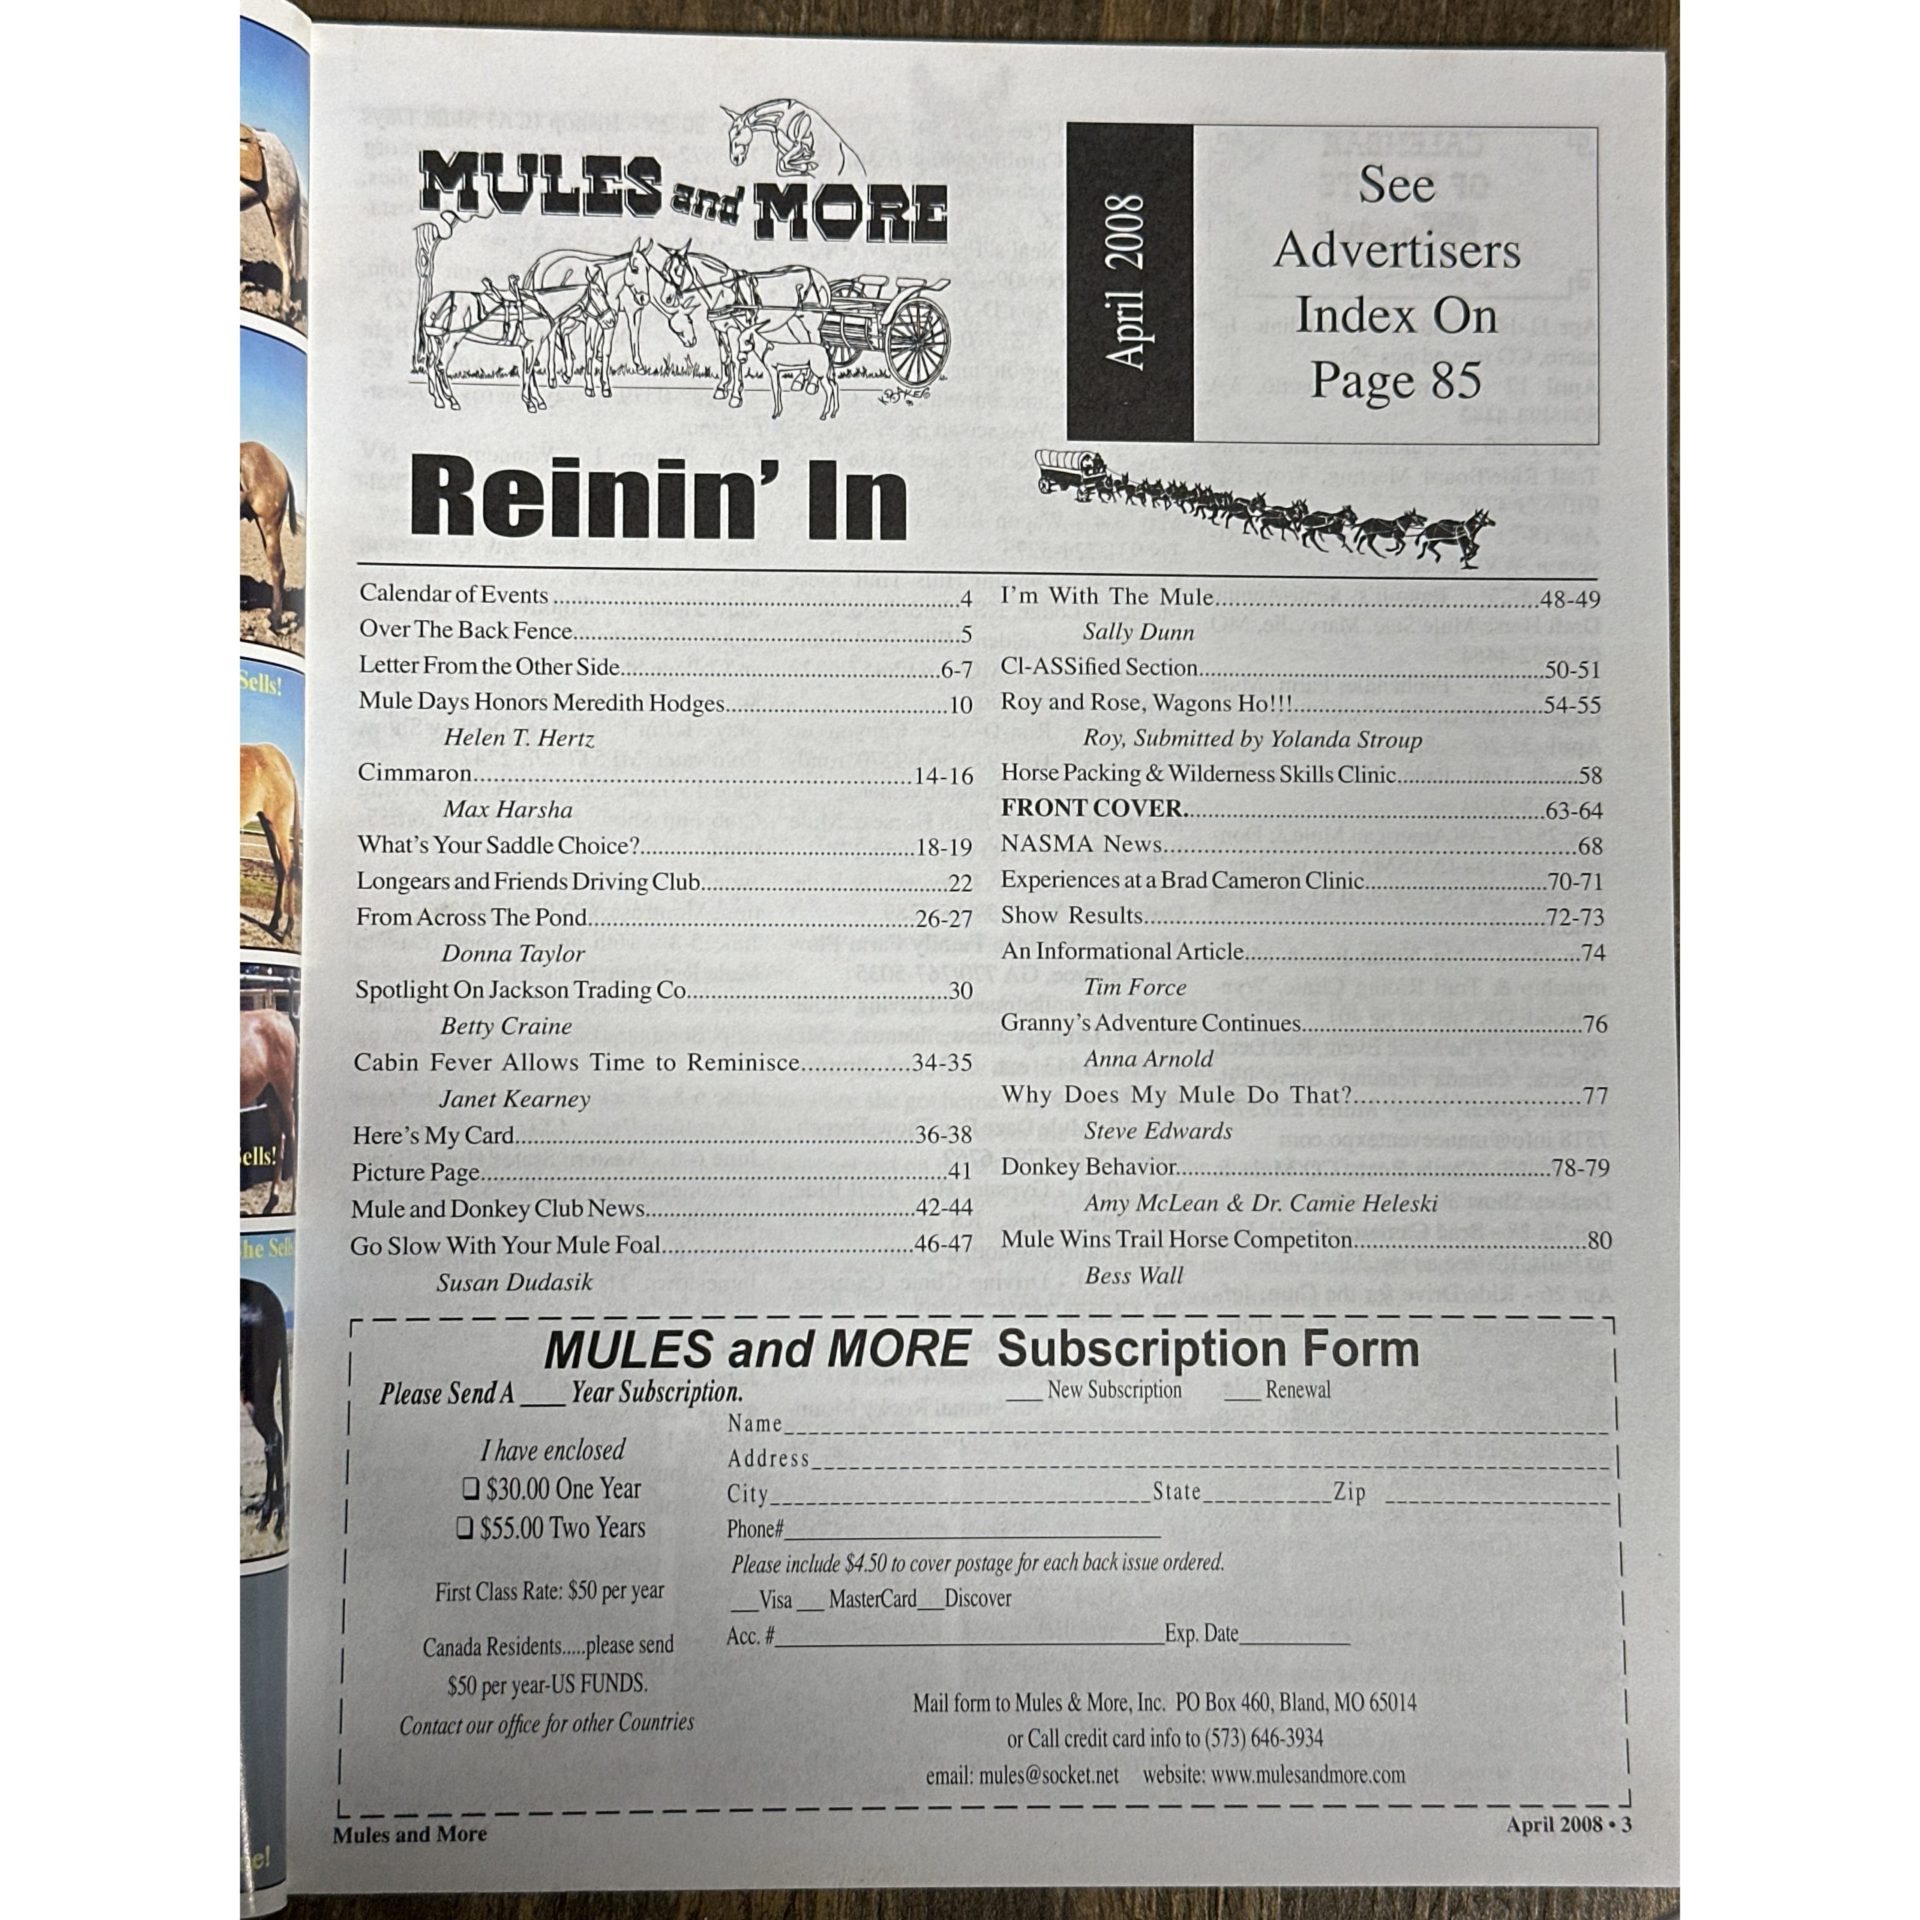 MULES and MORE
April 2008
See
Advertisers
Index On
Page 85
Reinin' In
Calendar of Events....4
Over The Back Fence....5
Letter From the Other Side....6-7
Mule Days Honors Meredith Hodges....10
Helen T. Hertz
Cimmaron....14-16
Max Harsha
What's Your Saddle Choice?....18-19
Longears and Friends Driving Club....22
From Across The Pond....26-27
Donna Taylor
Spotlight On Jackson Trading Co....30
Betty Craine
Cabin Fever Allows Time to Reminisce....34-35
Janet Kearney
Here's My Card....36-38
Picture Page....41
Mule and Donkey Club News....42-44
Go Slow With Your Mule Foal....46-47
Susan Dudasik
I'm With The Mule....48-49
Sally Dunn
Cl-ASSified Section....50-51
Roy and Rose, Wagons Ho!!!....54-55
Roy, Submitted by Yolanda Stroup
Horse Packing & Wilderness Skills Clinic....58
FRONT COVER....63-64
NASMA News....68
Experiences at a Brad Cameron Clinic....70-71
Show Results....72-73
An Informational Article....74
Tim Force
Granny's Adventure Continues....76
Anna Arnold
Why Does My Mule Do That?....77
Steve Edwards
Donkey Behavior....78-79
Amy McLean & Dr. Camie Heleski
Mule Wins Trail Horse Competiton....80
Bess Wall
MULES and MORE Subscription Form
Please Send A ___ Year Subscription.
___ New Subscription ___ Renewal
I have enclosed
❏ $30.00 One Year
❏ $55.00 Two Years
First Class Rate: $50 per year
Canada Residents.....please send
$50 per year-US FUNDS.
Contact our office for other Countries
Name____
Address____
City____State____Zip ____
Phone#____
Please include $4.50 to cover postage for each back issue ordered.
__Visa __ MasterCard__Discover
Acc. #____Exp. Date____
Mail form to Mules & More, Inc. PO Box 460, Bland, MO 65014
or Call credit card info to (573) 646-3934
email: mules@socket.net website: www.mulesandmore.com
Mules and More
April 2008 • 3
Sells!
ells!
he Sell
e!